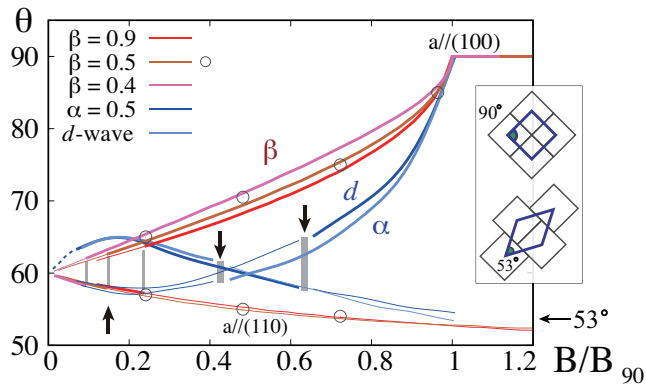 θ
90
80
70
60
50
β = 0.9
β = 0.5
β = 0.4
α = 0.5
d-wave
a//(100)
β
d
α
a//(110)
90°
53°
53°
0
0.2
0.4
0.6
0.8
1
1.2
B/B90